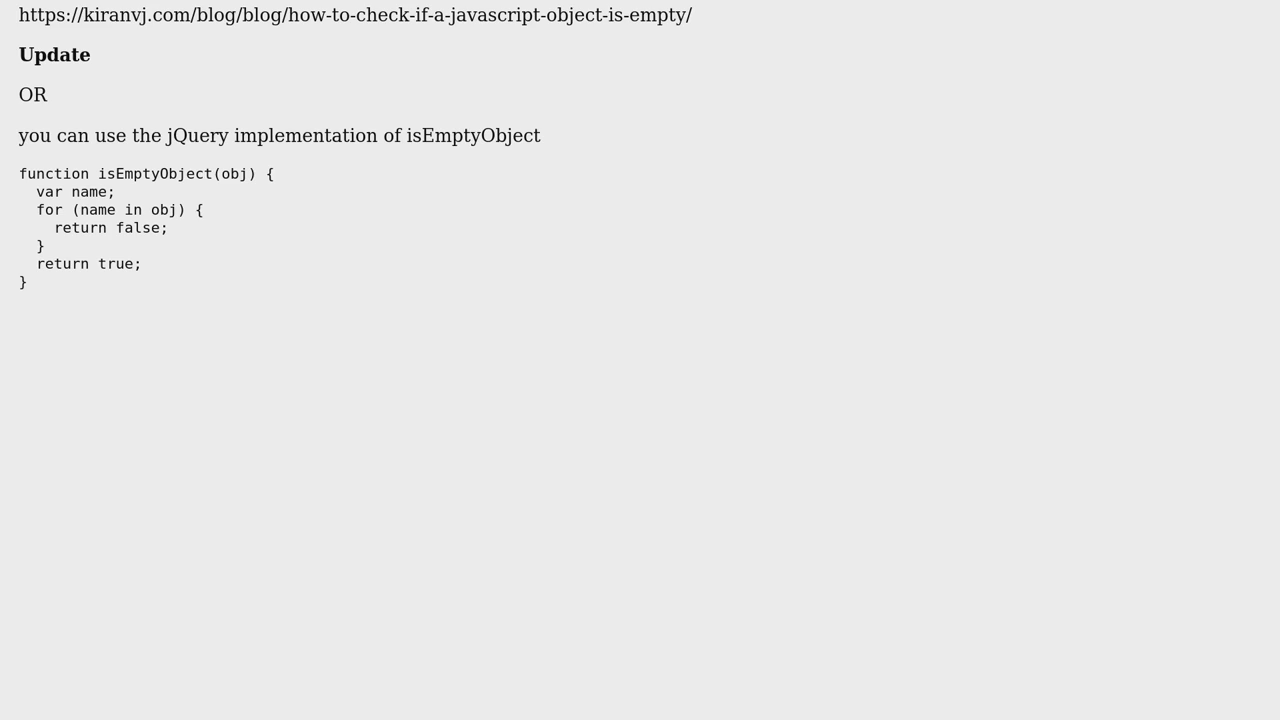 https://kiranvj.com/blog/blog/how-to-check-if-a-javascript-object-is-empty/
Update
OR
you can use the jQuery implementation of isEmptyObject
function isEmptyObject(obj) {
  var name;
  for (name in obj) {
    return false;
  }
  return true;
}